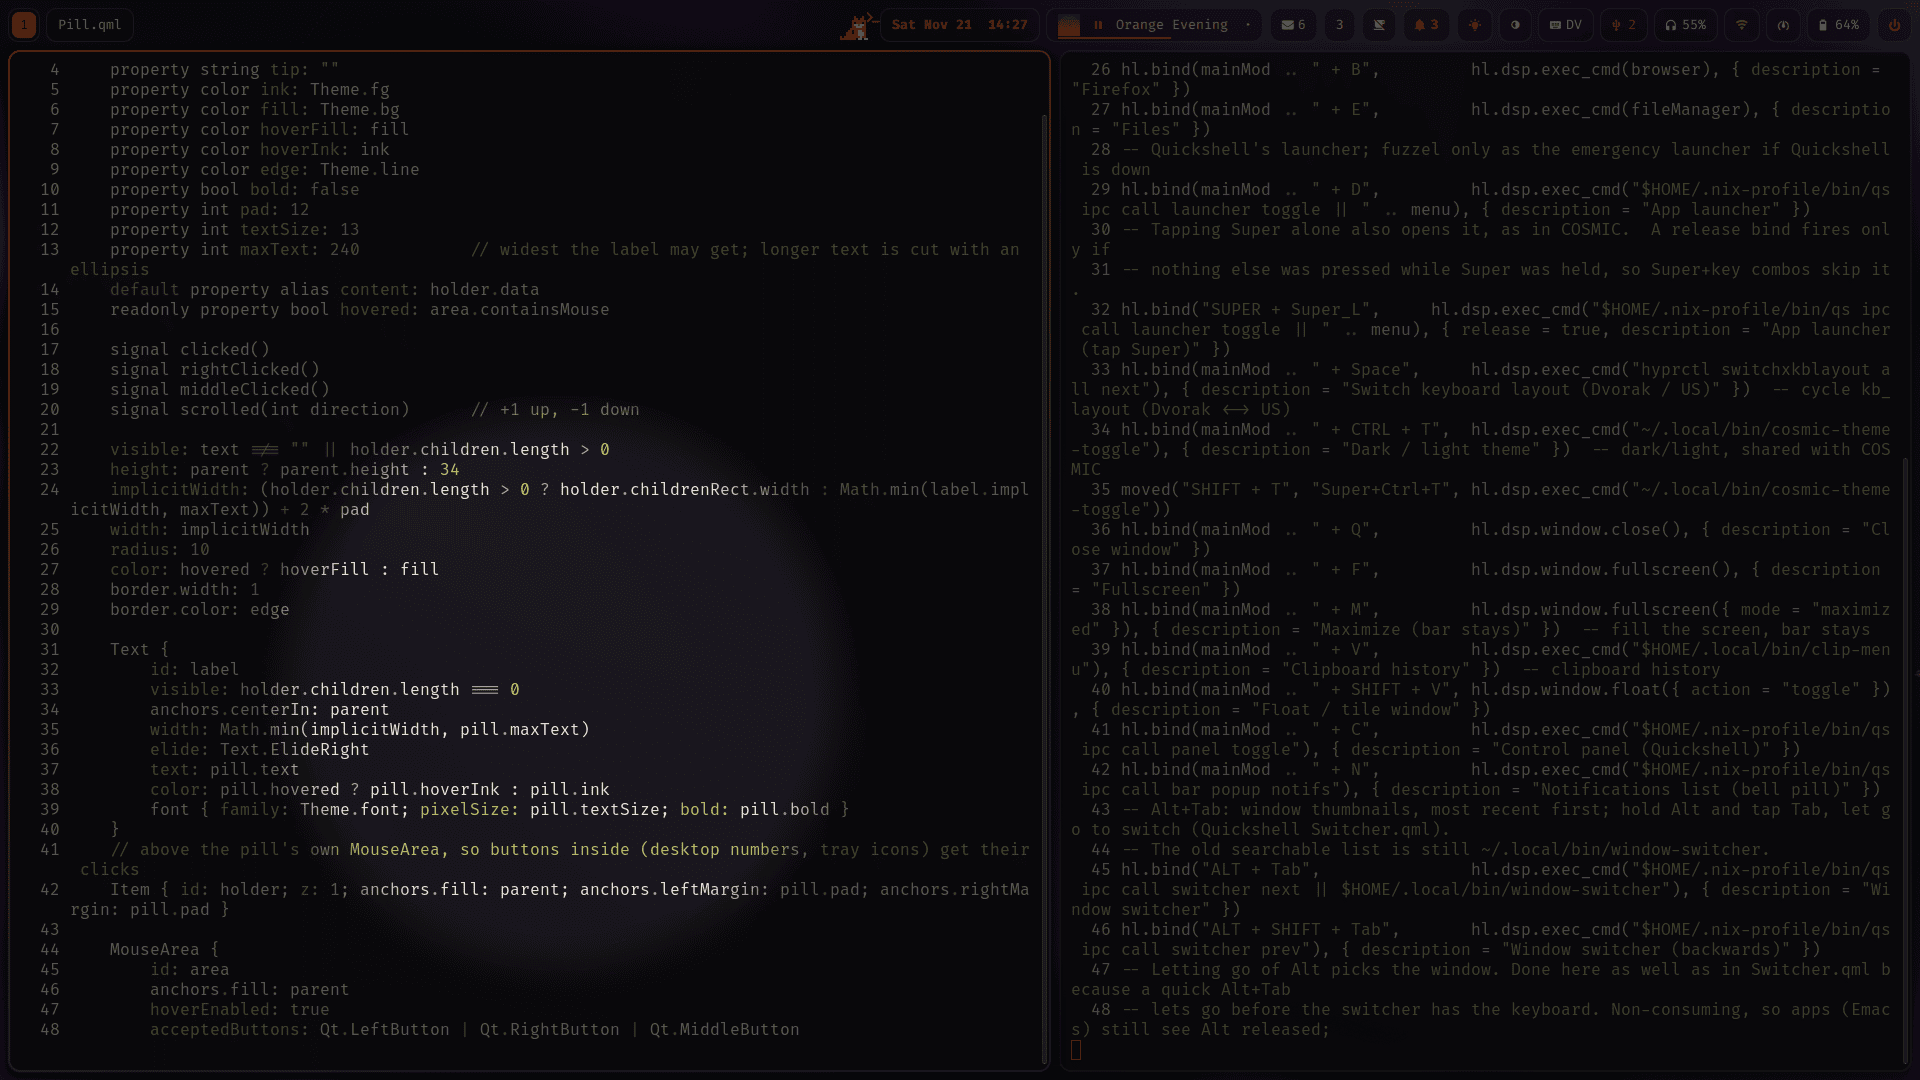 1 Pill.qml Sat Nov 21 14:27 Orange Evening · 6 3 3 DV 2 55% 64%
4 property string tip: ""
5 property color ink: Theme.fg
6 property color fill: Theme.bg
7 property color hoverFill: fill
8 property color hoverInk: ink
9 property color edge: Theme.line
10 property bool bold: false
11 property int pad: 12
12 property int textSize: 13
13 property int maxText: 240 // widest the label may get; longer text is cut with an
ellipsis
14 default property alias content: holder.data
15 readonly property bool hovered: area.containsMouse
16
17 signal clicked()
18 signal rightClicked()
19 signal middleClicked()
20 signal scrolled(int direction) // +1 up, -1 down
21
22 visible: text !== "" || holder.children.length > 0
23 height: parent ? parent.height : 34
24 implicitWidth: (holder.children.length > 0 ? holder.childrenRect.width : Math.min(label.impl
icitWidth, maxText)) + 2 * pad
25 width: implicitWidth
26 radius: 10
27 color: hovered ? hoverFill : fill
28 border.width: 1
29 border.color: edge
30
31 Text {
32 id: label
33 visible: holder.children.length === 0
34 anchors.centerIn: parent
35 width: Math.min(implicitWidth, pill.maxText)
36 elide: Text.ElideRight
37 text: pill.text
38 color: pill.hovered ? pill.hoverInk : pill.ink
39 font { family: Theme.font; pixelSize: pill.textSize; bold: pill.bold }
40 }
41 // above the pill's own MouseArea, so buttons inside (desktop numbers, tray icons) get their
clicks
42 Item { id: holder; z: 1; anchors.fill: parent; anchors.leftMargin: pill.pad; anchors.rightMa
rgin: pill.pad }
43
44 MouseArea {
45 id: area
46 anchors.fill: parent
47 hoverEnabled: true
48 acceptedButtons: Qt.LeftButton | Qt.RightButton | Qt.MiddleButton
26 hl.bind(mainMod .. " + B", hl.dsp.exec_cmd(browser), { description =
"Firefox" })
27 hl.bind(mainMod .. " + E", hl.dsp.exec_cmd(fileManager), { descriptio
n = "Files" })
28 -- Quickshell's launcher; fuzzel only as the emergency launcher if Quickshell
is down
29 hl.bind(mainMod .. " + D", hl.dsp.exec_cmd("$HOME/.nix-profile/bin/qs
ipc call launcher toggle || " .. menu), { description = "App launcher" })
30 -- Tapping Super alone also opens it, as in COSMIC. A release bind fires onl
y if
31 -- nothing else was pressed while Super was held, so Super+key combos skip it
.
32 hl.bind("SUPER + Super_L", hl.dsp.exec_cmd("$HOME/.nix-profile/bin/qs ipc
call launcher toggle || " .. menu), { release = true, description = "App launcher
(tap Super)" })
33 hl.bind(mainMod .. " + Space", hl.dsp.exec_cmd("hyprctl switchxkblayout a
ll next"), { description = "Switch keyboard layout (Dvorak / US)" }) -- cycle kb_
layout (Dvorak <-> US)
34 hl.bind(mainMod .. " + CTRL + T", hl.dsp.exec_cmd("~/.local/bin/cosmic-theme
-toggle"), { description = "Dark / light theme" }) -- dark/light, shared with COS
MIC
35 moved("SHIFT + T", "Super+Ctrl+T", hl.dsp.exec_cmd("~/.local/bin/cosmic-theme
-toggle"))
36 hl.bind(mainMod .. " + Q", hl.dsp.window.close(), { description = "Cl
ose window" })
37 hl.bind(mainMod .. " + F", hl.dsp.window.fullscreen(), { description
= "Fullscreen" })
38 hl.bind(mainMod .. " + M", hl.dsp.window.fullscreen({ mode = "maximiz
ed" }), { description = "Maximize (bar stays)" }) -- fill the screen, bar stays
39 hl.bind(mainMod .. " + V", hl.dsp.exec_cmd("$HOME/.local/bin/clip-men
u"), { description = "Clipboard history" }) -- clipboard history
40 hl.bind(mainMod .. " + SHIFT + V", hl.dsp.window.float({ action = "toggle" })
, { description = "Float / tile window" })
41 hl.bind(mainMod .. " + C", hl.dsp.exec_cmd("$HOME/.nix-profile/bin/qs
ipc call panel toggle"), { description = "Control panel (Quickshell)" })
42 hl.bind(mainMod .. " + N", hl.dsp.exec_cmd("$HOME/.nix-profile/bin/qs
ipc call bar popup notifs"), { description = "Notifications list (bell pill)" })
43 -- Alt+Tab: window thumbnails, most recent first; hold Alt and tap Tab, let g
o to switch (Quickshell Switcher.qml).
44 -- The old searchable list is still ~/.local/bin/window-switcher.
45 hl.bind("ALT + Tab", hl.dsp.exec_cmd("$HOME/.nix-profile/bin/qs
ipc call switcher next || $HOME/.local/bin/window-switcher"), { description = "Wi
ndow switcher" })
46 hl.bind("ALT + SHIFT + Tab", hl.dsp.exec_cmd("$HOME/.nix-profile/bin/qs
ipc call switcher prev"), { description = "Window switcher (backwards)" })
47 -- Letting go of Alt picks the window. Done here as well as in Switcher.qml b
ecause a quick Alt+Tab
48 -- lets go before the switcher has the keyboard. Non-consuming, so apps (Emac
s) still see Alt released;